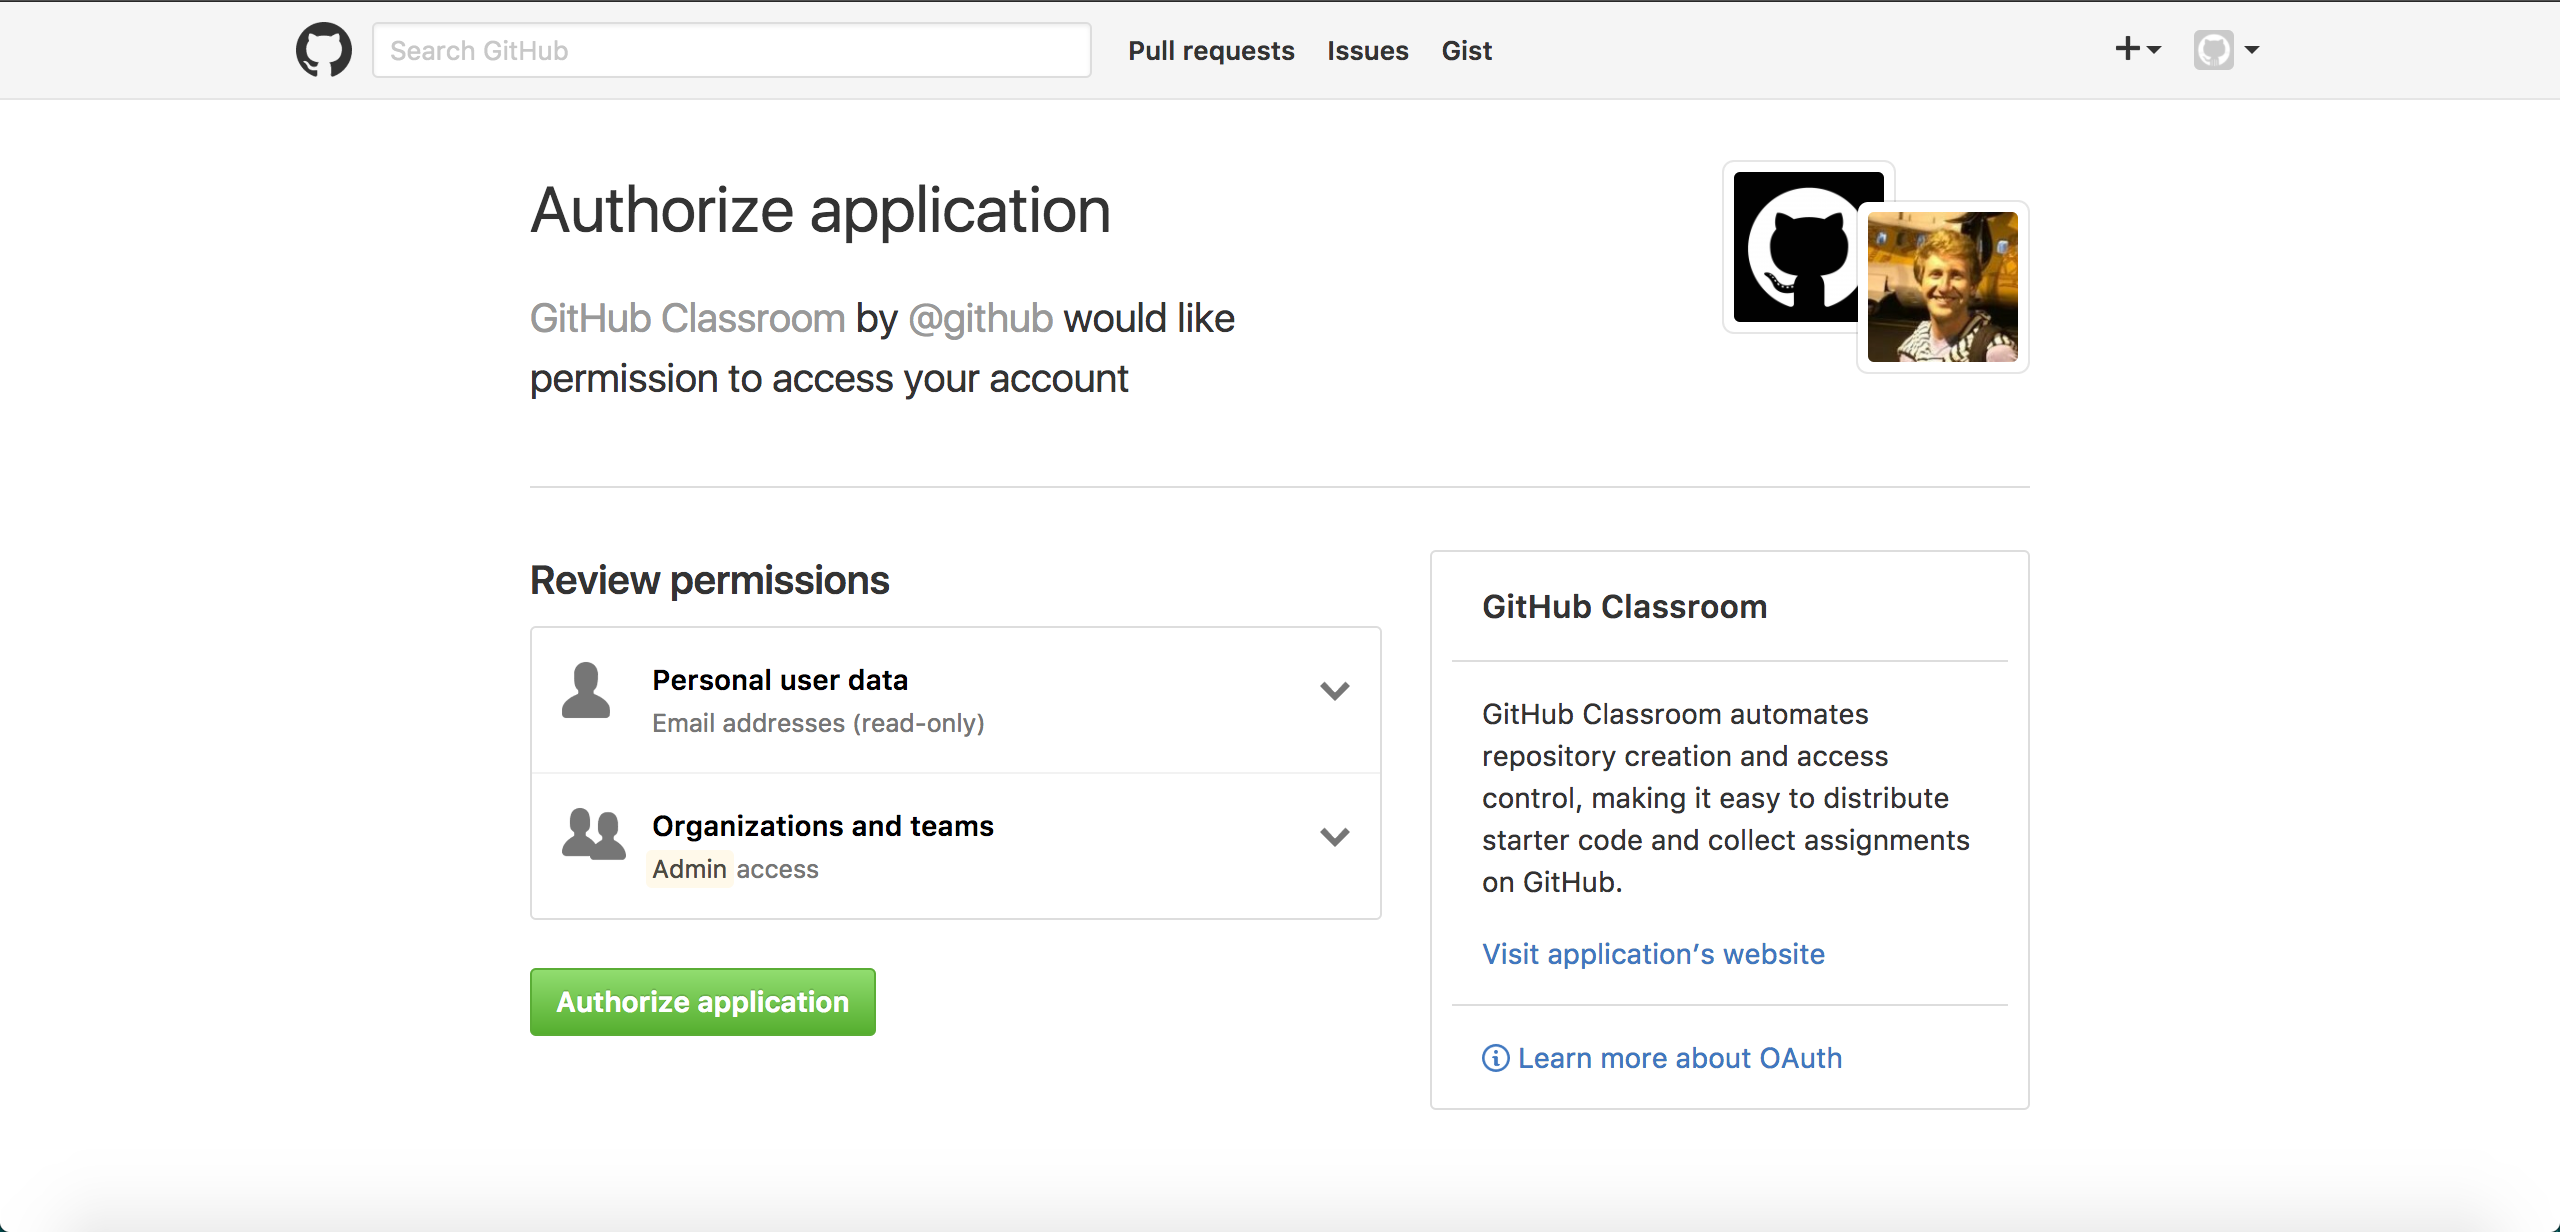 Search GitHub
Pull requests
Issues
Gist
Authorize application
GitHub Classroom by @github would like
permission to access your account
Review permissions
Personal user data
Email addresses (read-only)
Organizations and teams
Admin access
Authorize application
GitHub Classroom
GitHub Classroom automates
repository creation and access
control, making it easy to distribute
starter code and collect assignments
on GitHub.
Visit application’s website
Learn more about OAuth